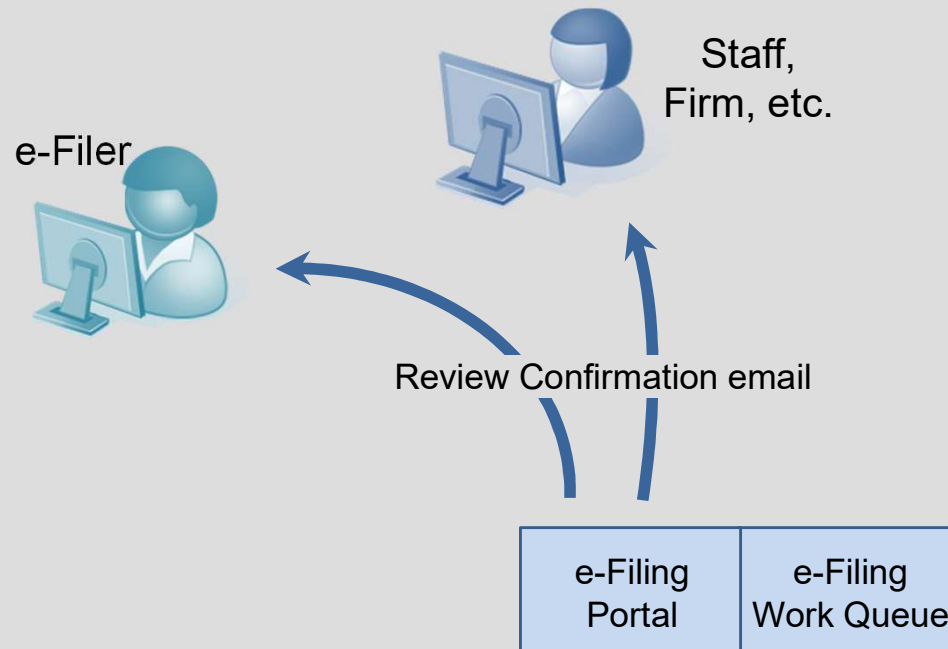 Staff,
Firm, etc.
e-Filer
Review Confirmation email
e-Filing
Portal
e-Filing
Work Queue